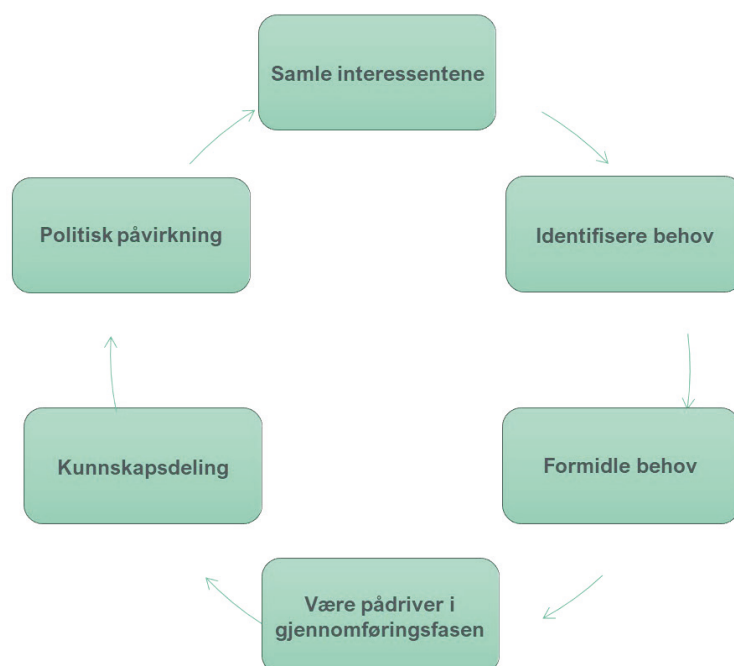 Samle interessentene
Identifisere behov
Formidle behov
Være pådriver i
gjennomføringsfasen
Kunnskapsdeling
Politisk påvirkning